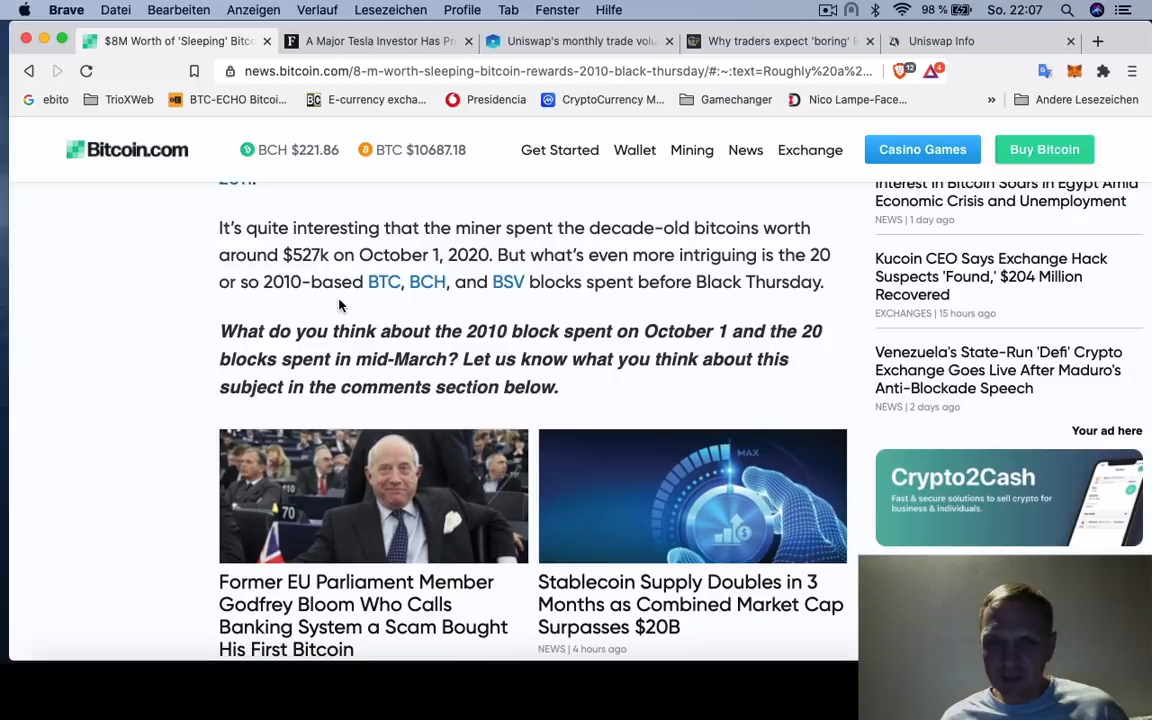 Brave Datei Bearbeiten Anzeigen Verlauf Lesezeichen Profile Tab Fenster Hilfe 98 % So. 22:07
$8M Worth of 'Sleeping' Bitco × A Major Tesla Investor Has Pr × Uniswap's monthly trade volu × Why traders expect 'boring' E × Uniswap Info × +
news.bitcoin.com/8-m-worth-sleeping-bitcoin-rewards-2010-black-thursday/#:~:text=Roughly%20a%2... 12 4
ebito TrioXWeb BTC-ECHO Bitcoi... E-currency excha... Presidencia CryptoCurrency M... Gamechanger Nico Lampe-Face... » Andere Lesezeichen
Bitcoin.com BCH $221.86 BTC $10687.18 Get Started Wallet Mining News Exchange Casino Games Buy Bitcoin
2011.
It's quite interesting that the miner spent the decade-old bitcoins worth
around $527k on October 1, 2020. But what's even more intriguing is the 20
or so 2010-based BTC, BCH, and BSV blocks spent before Black Thursday.
What do you think about the 2010 block spent on October 1 and the 20
blocks spent in mid-March? Let us know what you think about this
subject in the comments section below.
70
Former EU Parliament Member
Godfrey Bloom Who Calls
Banking System a Scam Bought
His First Bitcoin
MAX
Stablecoin Supply Doubles in 3
Months as Combined Market Cap
Surpasses $20B
NEWS | 4 hours ago
Interest in Bitcoin Soars in Egypt Amid
Economic Crisis and Unemployment
NEWS | 1 day ago
Kucoin CEO Says Exchange Hack
Suspects 'Found,' $204 Million
Recovered
EXCHANGES | 15 hours ago
Venezuela's State-Run 'Defi' Crypto
Exchange Goes Live After Maduro's
Anti-Blockade Speech
NEWS | 2 days ago
Your ad here
Crypto2Cash
Fast & secure solutions to sell crypto for
business & individuals.